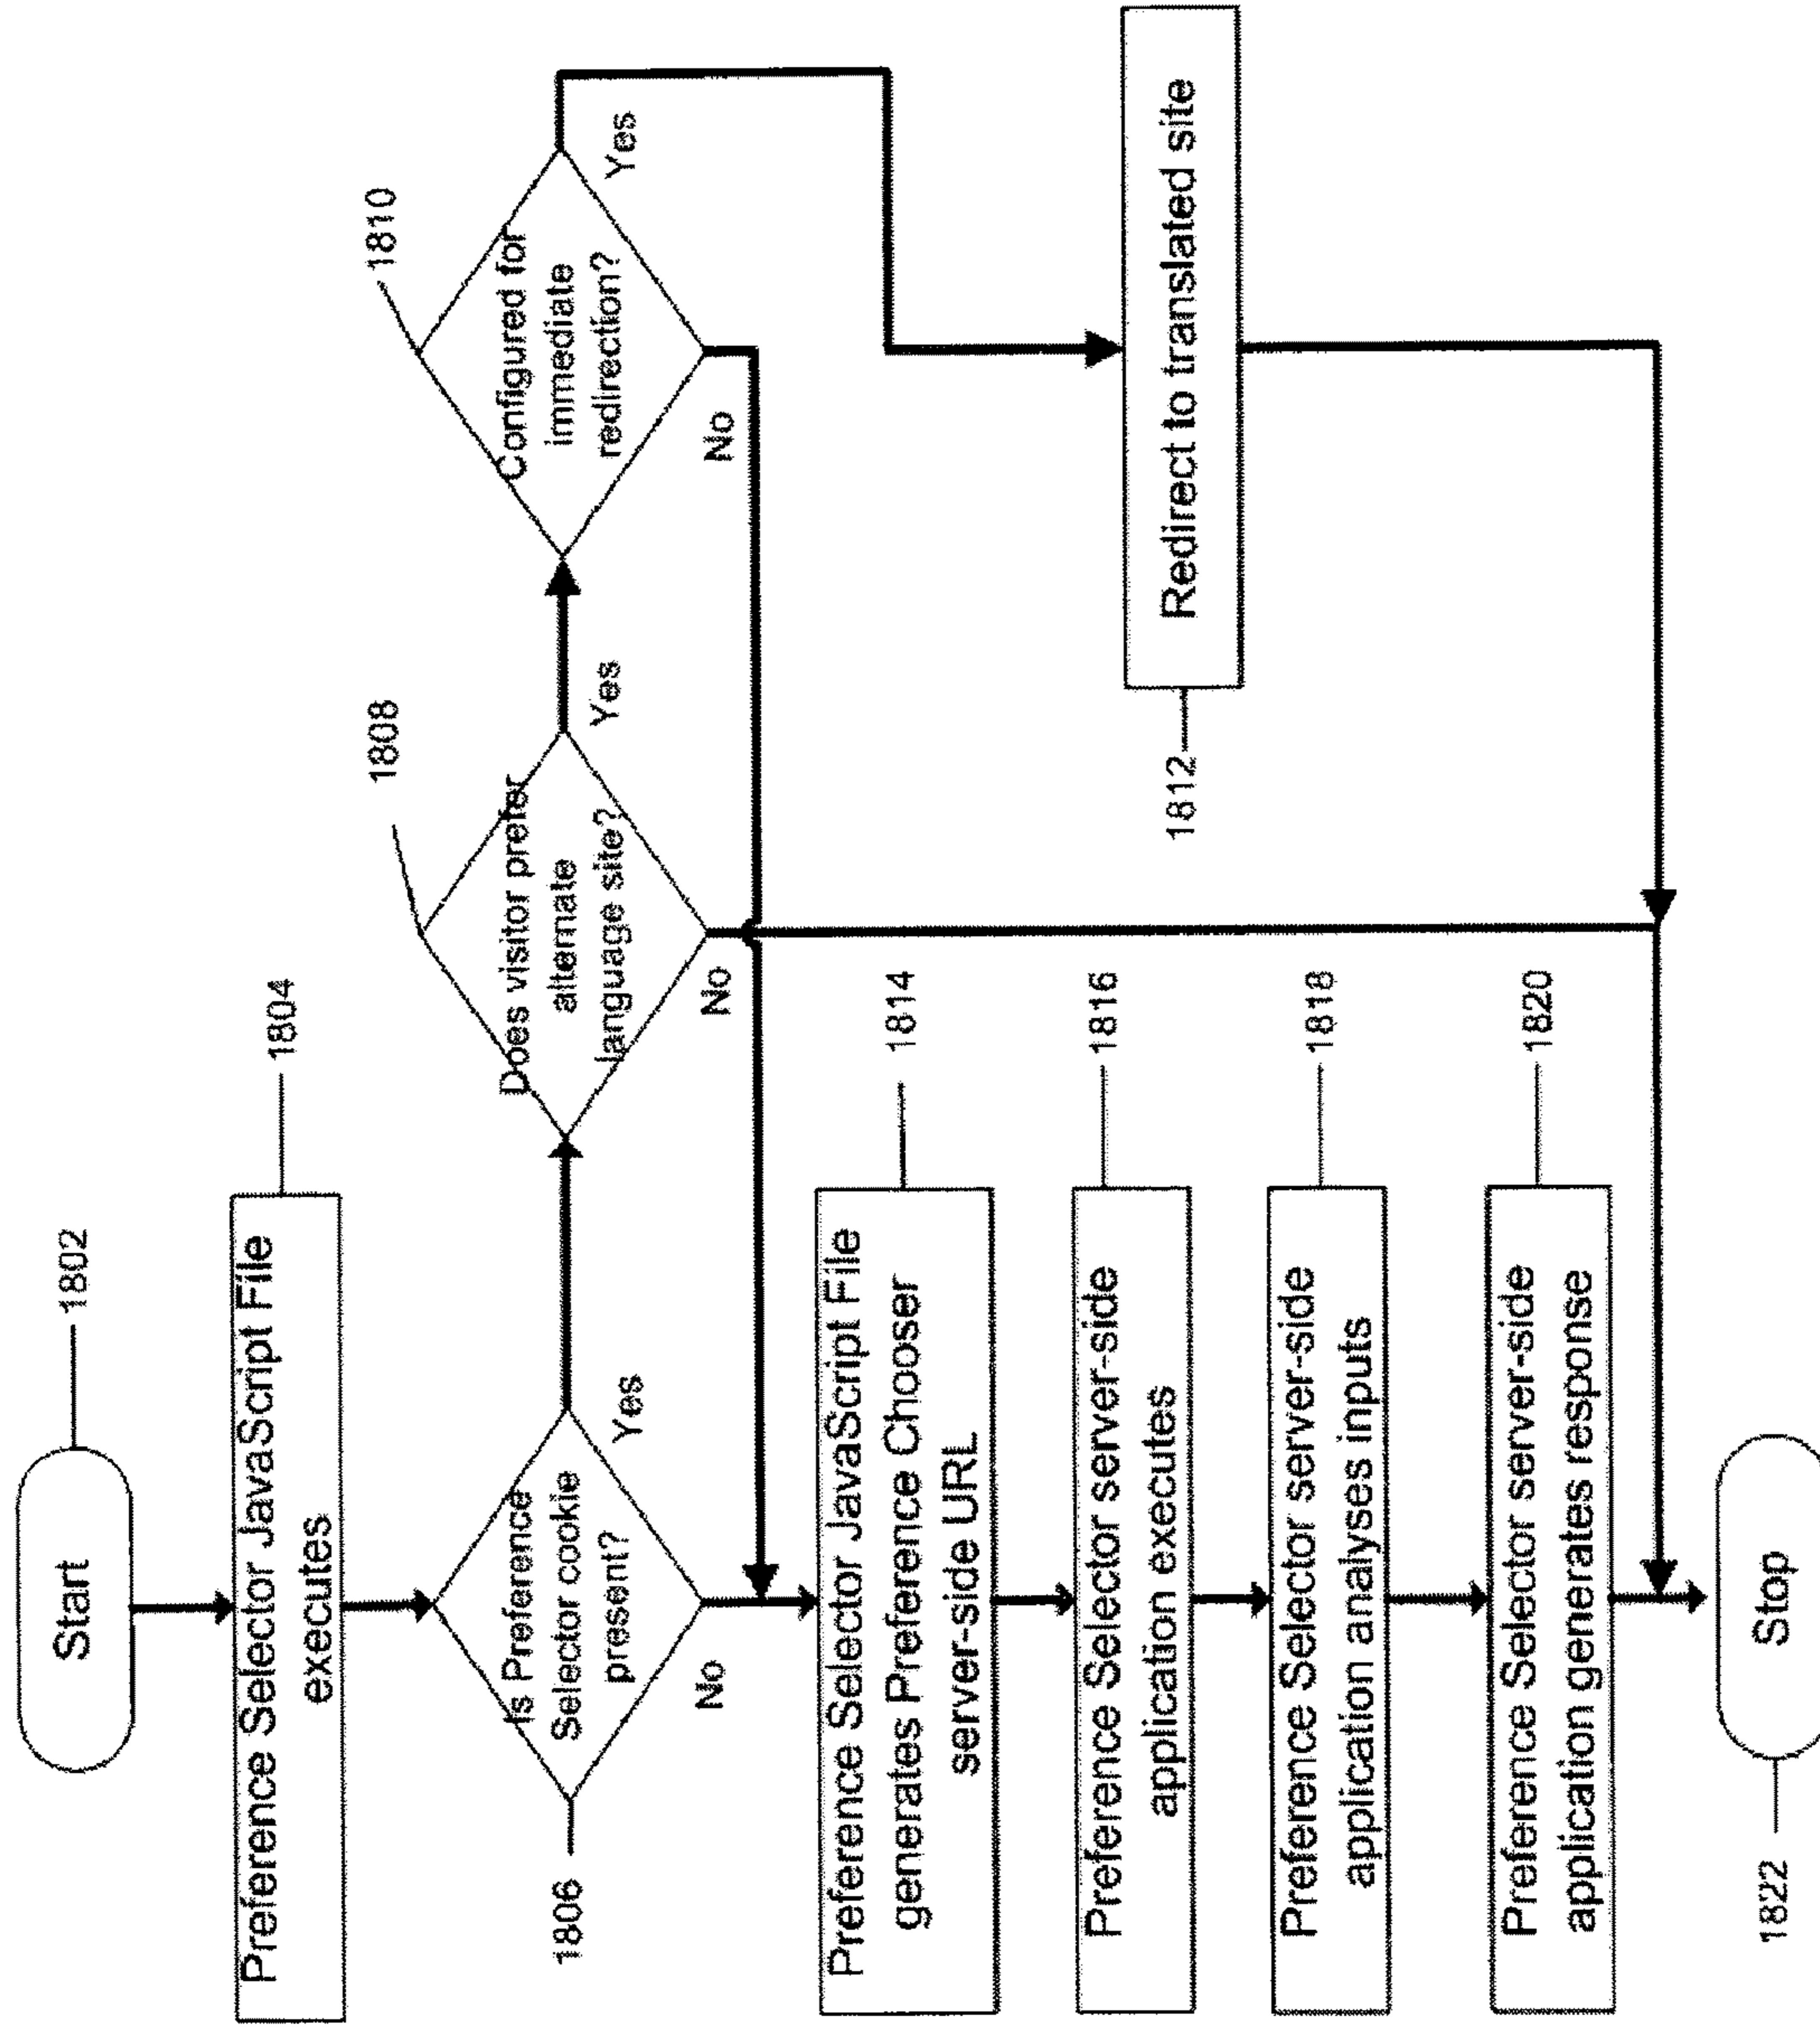 Start
1802
Preference Selector JavaScript File
executes
1804
Is Preference
Selector cookie
present?
1806
Yes
No
Does visitor prefer
alternate
language site?
1808
Yes
No
Configured for
immediate
redirection?
1810
Yes
No
Redirect to translated site
1812
Preference Selector JavaScript File
generates Preference Chooser
server-side URL
1814
Preference Selector server-side
application executes
1816
Preference Selector server-side
application analyses inputs
1818
Preference Selector server-side
application generates response
1820
Stop
1822